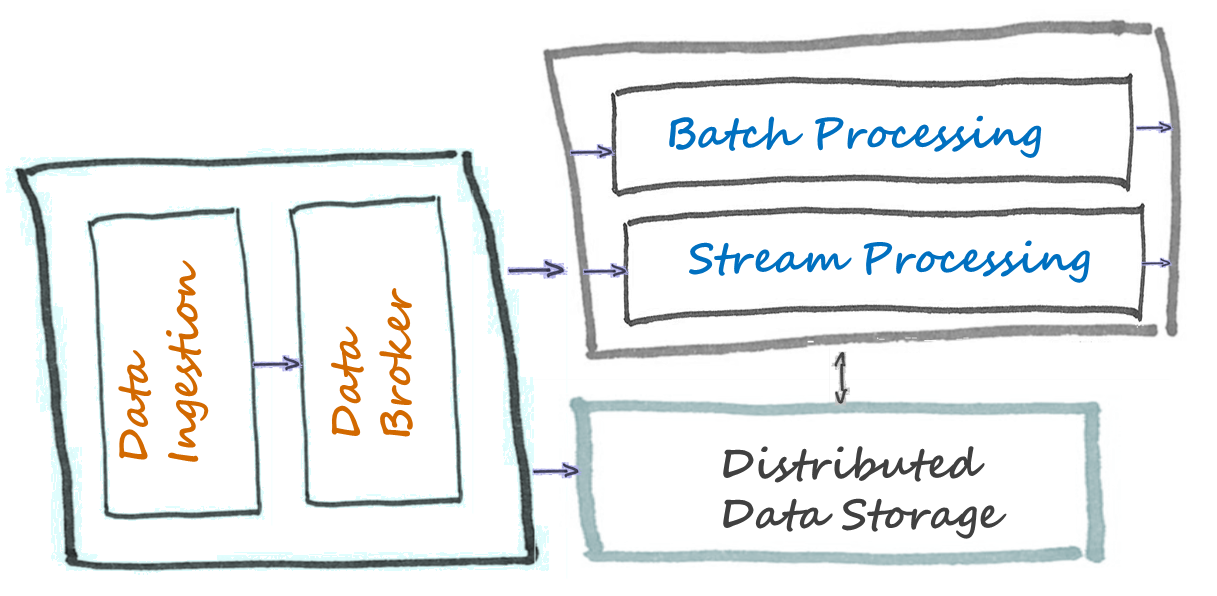 Data
Ingestion
Data
Broker
Batch Processing
Stream Processing
Distributed
Data Storage